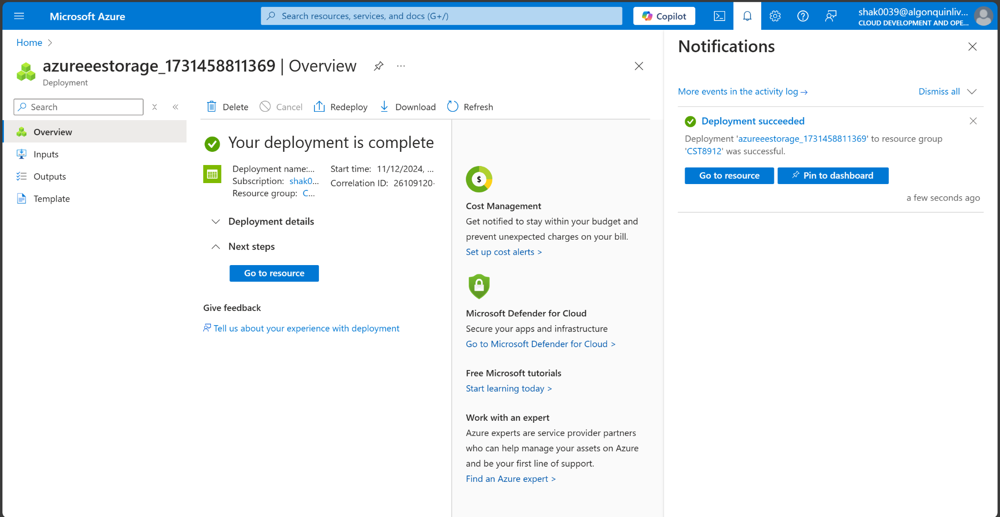 Microsoft Azure
Search resources, services, and docs (G+/)
Copilot
shak0039@algonquinliv...
CLOUD DEVELOPMENT AND OPE...
Home
azureeestorage_1731458811369 | Overview
Deployment
Search
Overview
Inputs
Outputs
Template
Delete
Cancel
Redeploy
Download
Refresh
Your deployment is complete
Deployment name:...
Subscription: shak0...
Resource group: C...
Start time: 11/12/2024, ...
Correlation ID: 26109120-
Deployment details
Next steps
Go to resource
Give feedback
Tell us about your experience with deployment
$
Cost Management
Get notified to stay within your budget and
prevent unexpected charges on your bill.
Set up cost alerts >
Microsoft Defender for Cloud
Secure your apps and infrastructure
Go to Microsoft Defender for Cloud >
Free Microsoft tutorials
Start learning today >
Work with an expert
Azure experts are service provider partners
who can help manage your assets on Azure
and be your first line of support.
Find an Azure expert >
Notifications
More events in the activity log →
Dismiss all
Deployment succeeded
Deployment 'azureeestorage_1731458811369' to resource group
'CST8912' was successful.
Go to resource
Pin to dashboard
a few seconds ago